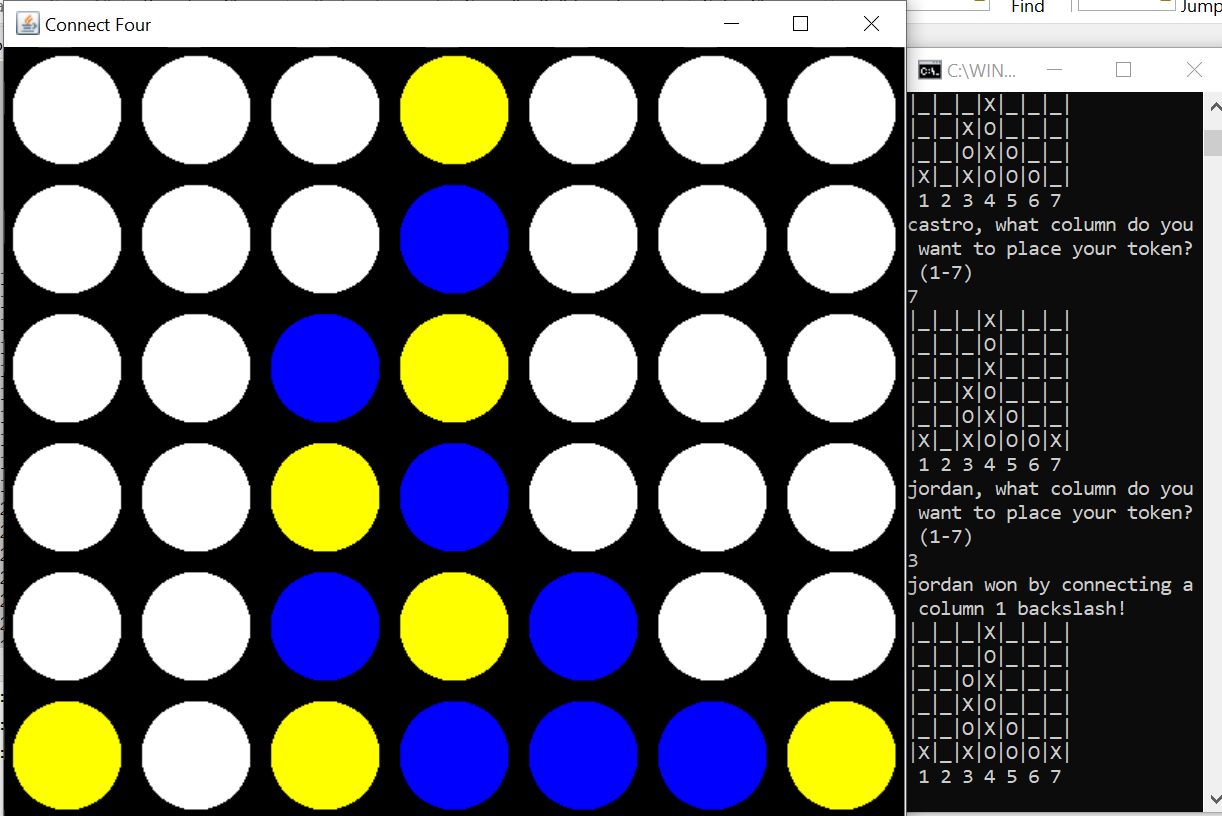 Find
Jump
Connect Four
C:\WIN...
|_|_|_|X|_|_|_|
|_|_|X|O|_|_|_|
|_|_|O|X|O|_|_|
|X|_|X|O|O|O|_|
1 2 3 4 5 6 7
castro, what column do you
want to place your token?
(1-7)
7
|_|_|_|X|_|_|_|
|_|_|_|O|_|_|_|
|_|_|_|X|_|_|_|
|_|_|X|O|_|_|_|
|_|_|O|X|O|_|_|
|X|_|X|O|O|O|X|
1 2 3 4 5 6 7
jordan, what column do you
want to place your token?
(1-7)
3
jordan won by connecting a
column 1 backslash!
|_|_|_|X|_|_|_|
|_|_|_|O|_|_|_|
|_|_|O|X|_|_|_|
|_|_|X|O|_|_|_|
|_|_|O|X|O|_|_|
|X|_|X|O|O|O|X|
1 2 3 4 5 6 7